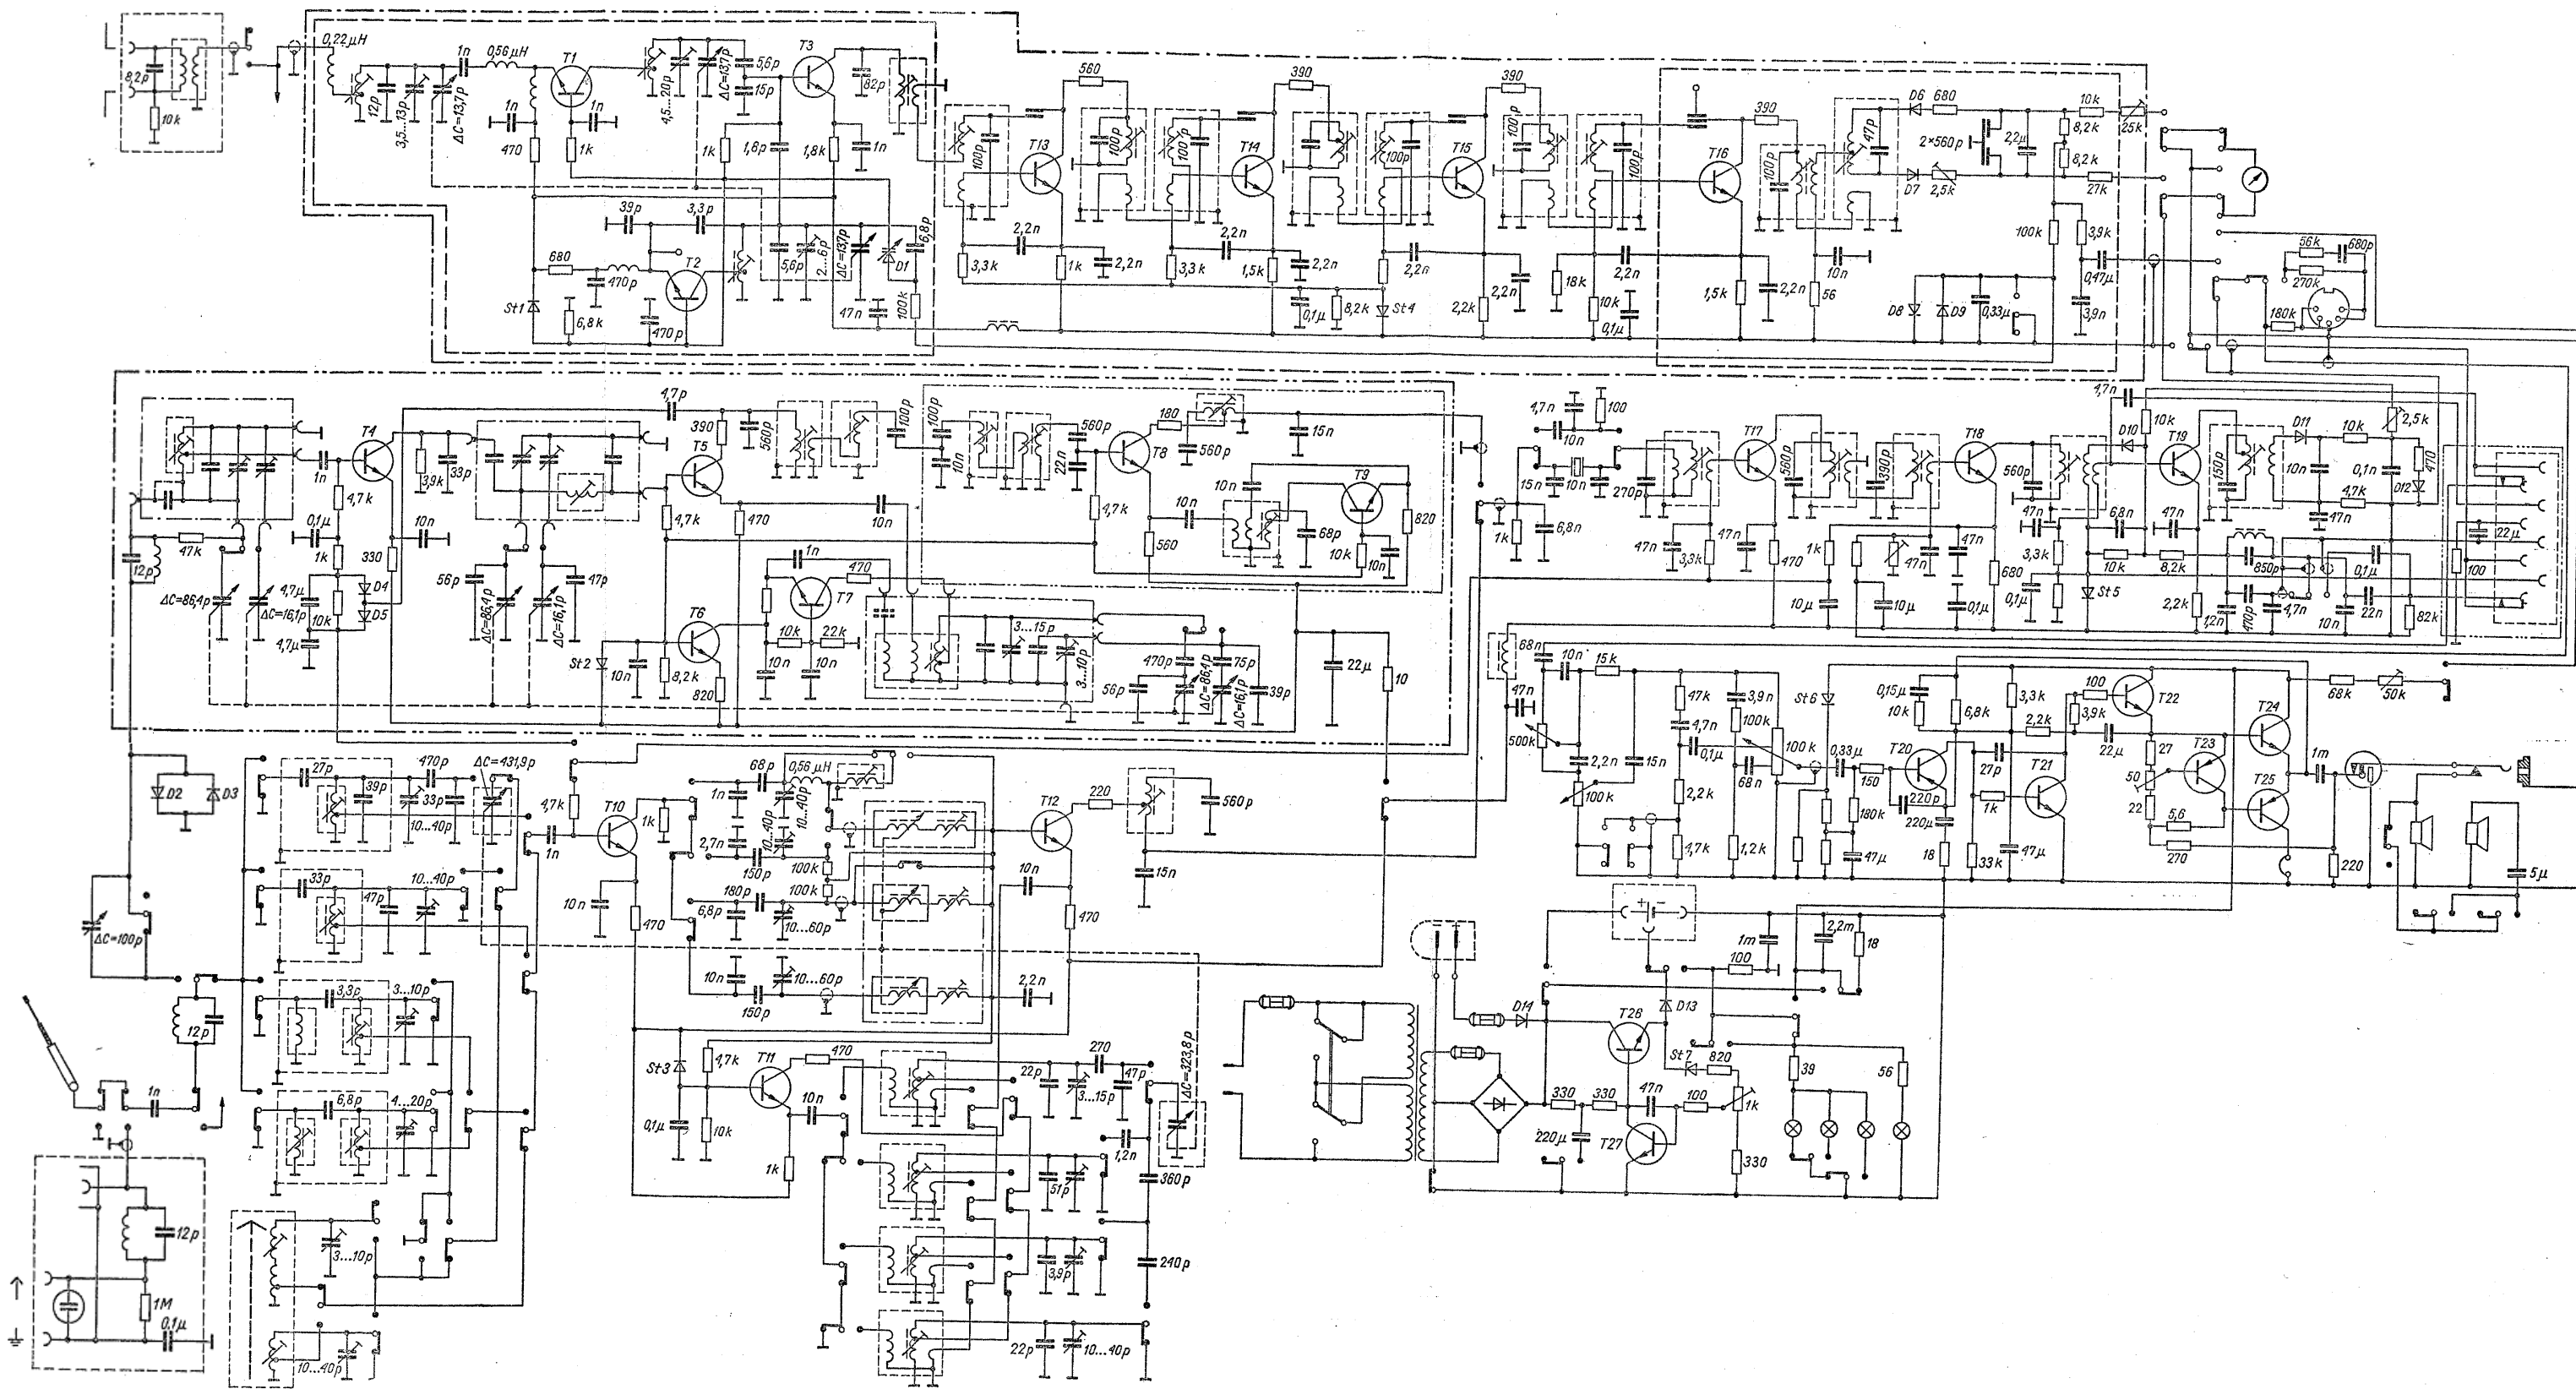 0,22µH
8,2p
10k
12p
3,5...13p
ΔC=13,7p
1n
0,56µH
T1
1n
1n
470
1k
4,5...20p
ΔC=13,7p
5,6p
15p
T3
82p
1k
1,8p
1,8k
1n
39p
3,3p
680
470p
T2
St1
6,8k
470p
5,6p
2...6p
ΔC=13,7p
D1
6,8p
47n
100k
100p
T13
560
100p
100p
3,3k
2,2n
1k
2,2n
T14
390
3,3k
2,2n
1,5k
2,2n
0,1µ
8,2k
St4
100p
T15
390
100p
2,2n
2,2k
2,2n
18k
10k
2,2n
0,1µ
100p
T16
390
100p
47p
1,5k
2,2n
56
10n
D6
680
D7
2,5k
2×560p
2,2µ
8,2k
8,2k
10k
25k
27k
100k
3,9k
0,47µ
3,9n
D8
D9
0,33µ
56k
680p
270k
180k
T4
1n
4,7k
0,1µ
1k
330
10n
3,9k
33p
47k
12p
ΔC=86,4p
ΔC=16,1p
4,7µ
10k
4,7µ
D4
D5
56p
ΔC=86,4p
ΔC=16,1p
47p
4,7p
390
T5
560p
100p
4,7k
470
10n
100p
10n
22n
560p
T8
180
560p
15n
4,7k
560
10n
10n
T9
68p
10k
10n
820
1n
T7
470
T6
10k
22k
10n
10n
St2
10n
8,2k
820
3...15p
3...10p
470p
56p
ΔC=86,4p
75p
ΔC=16,1p
39p
22µ
10
4,7n
100
10n
15n
10n
1k
6,8n
270p
T17
47n
3,3k
47n
470
560p
390p
T18
1k
10µ
47n
10µ
47n
0,1µ
680
560p
47n
3,3k
0,1µ
St5
4,7n
D10
10k
T19
6,8n
47n
10k
8,2k
2,2k
150p
D11
10k
10n
47n
4,7k
0,1n
2,5k
470
D12
850p
1,2n
470p
4,7n
0,1µ
10n
22n
82k
100
22µ
68n
10n
15k
47n
500k
2,2n
15n
100k
47k
4,7n
0,1µ
2,2k
4,7k
3,9n
100k
68n
1,2k
100k
St6
0,33µ
150
180k
47µ
T20
0,15µ
10k
6,8k
220p
220µ
18
3,3k
27p
1k
33k
47µ
T21
2,2k
100
3,9k
22µ
T22
27
50
22
T23
5,6
270
T24
T25
1m
220
68k
50k
5µ
D2
D3
ΔC=100p
27p
39p
470p
33p
10...40p
ΔC=431,9p
33p
47p
10...40p
3,3p
3...10p
6,8p
4...20p
12p
1n
12p
1M
0,1µ
3...10p
10...40p
1n
4,7k
T10
1k
10n
470
68p
0,56µH
1n
10...40p
2,7n
10...40p
150p
100k
100k
180p
6,8p
10...60p
10n
10...60p
150p
T12
220
560p
15n
10n
470
2,2n
St3
4,7k
T11
470
0,1µ
10k
10n
1k
22p
3...15p
270
47p
ΔC=323,8p
1,2n
51p
360p
3,9p
240p
22p
10...40p
+
−
1m
100
2,2m
18
D14
T26
D13
St7
820
330
330
47n
100
1k
220µ
T27
330
39
56